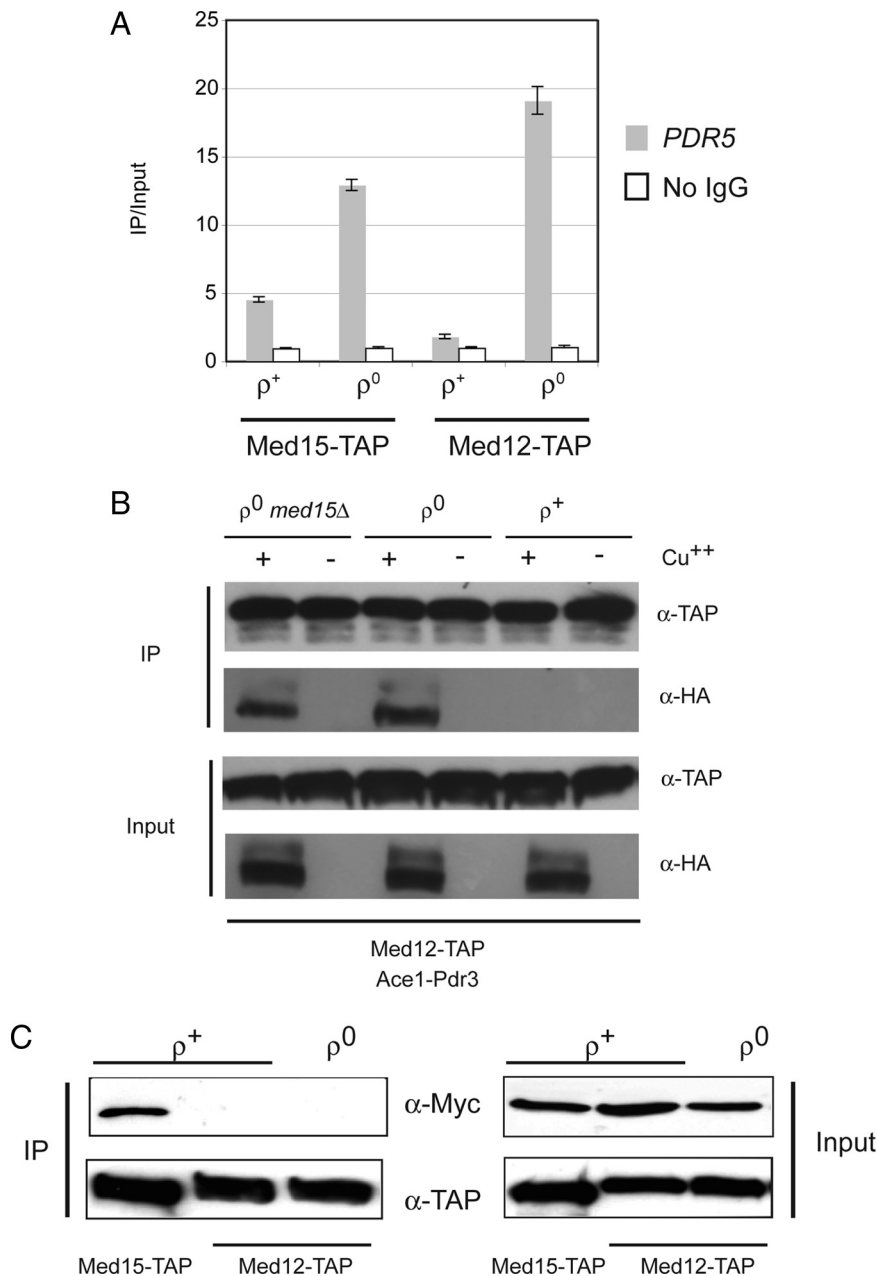 A
25
20
15
10
5
0
IP/Input
PDR5
No IgG
ρ+ ρ0 ρ+ ρ0
Med15-TAP Med12-TAP
B
ρ0 med15Δ ρ0 ρ+
+ - + - + - Cu++
α-TAP
IP
α-HA
α-TAP
Input
α-HA
Med12-TAP
Ace1-Pdr3
C
ρ+ ρ0 ρ+ ρ0
α-Myc
IP Input
α-TAP
Med15-TAP Med12-TAP Med15-TAP Med12-TAP